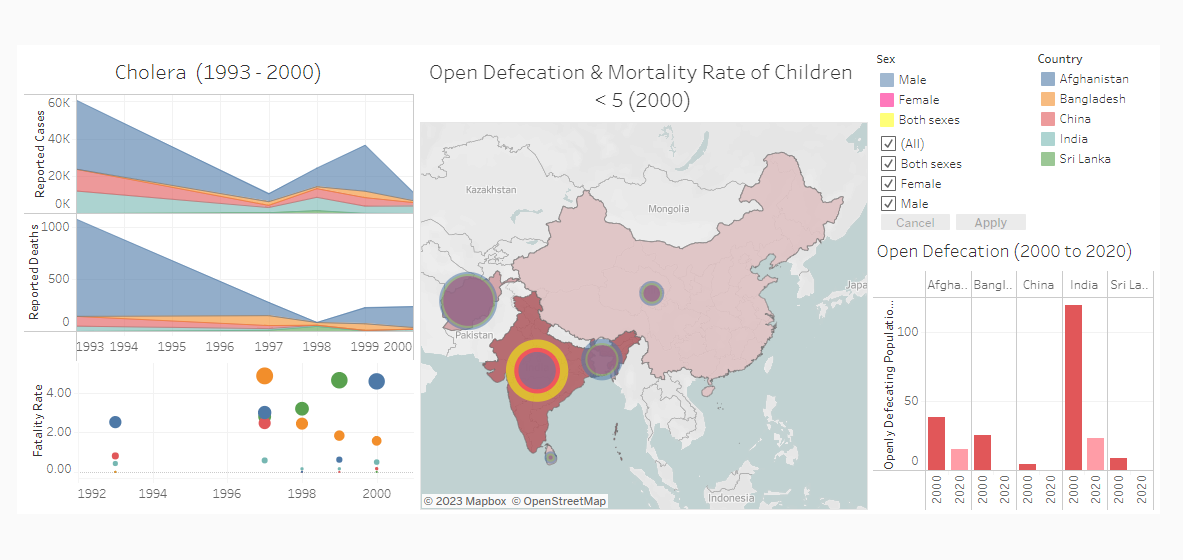 Cholera (1993 - 2000)
Reported Cases
60K
40K
20K
0K
Reported Deaths
1000
500
0
1993 1994 1995 1996 1997 1998 1999 2000
Fatality Rate
4.00
2.00
0.00
1992 1994 1996 1998 2000
Open Defecation & Mortality Rate of Children
< 5 (2000)
Kazakhstan
Mongolia
Japa
Pakistan
Indonesia
© 2023 Mapbox © OpenStreetMap
Sex
Male
Female
Both sexes
(All)
Both sexes
Female
Male
Cancel Apply
Country
Afghanistan
Bangladesh
China
India
Sri Lanka
Open Defecation (2000 to 2020)
Afgha.. Bangl.. China India Sri La..
Openly Defecating Populatio...
100
50
0
2000 2020 2000 2020 2000 2020 2000 2020 2000 2020